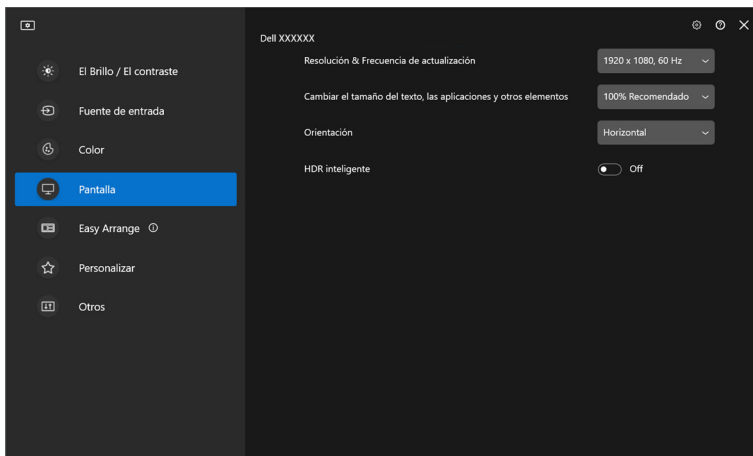 Dell XXXXXX
El Brillo / El contraste
Fuente de entrada
Color
Pantalla
Easy Arrange
Personalizar
Otros
Resolución & Frecuencia de actualización
1920 x 1080, 60 Hz
Cambiar el tamaño del texto, las aplicaciones y otros elementos
100% Recomendado
Orientación
Horizontal
HDR inteligente
Off